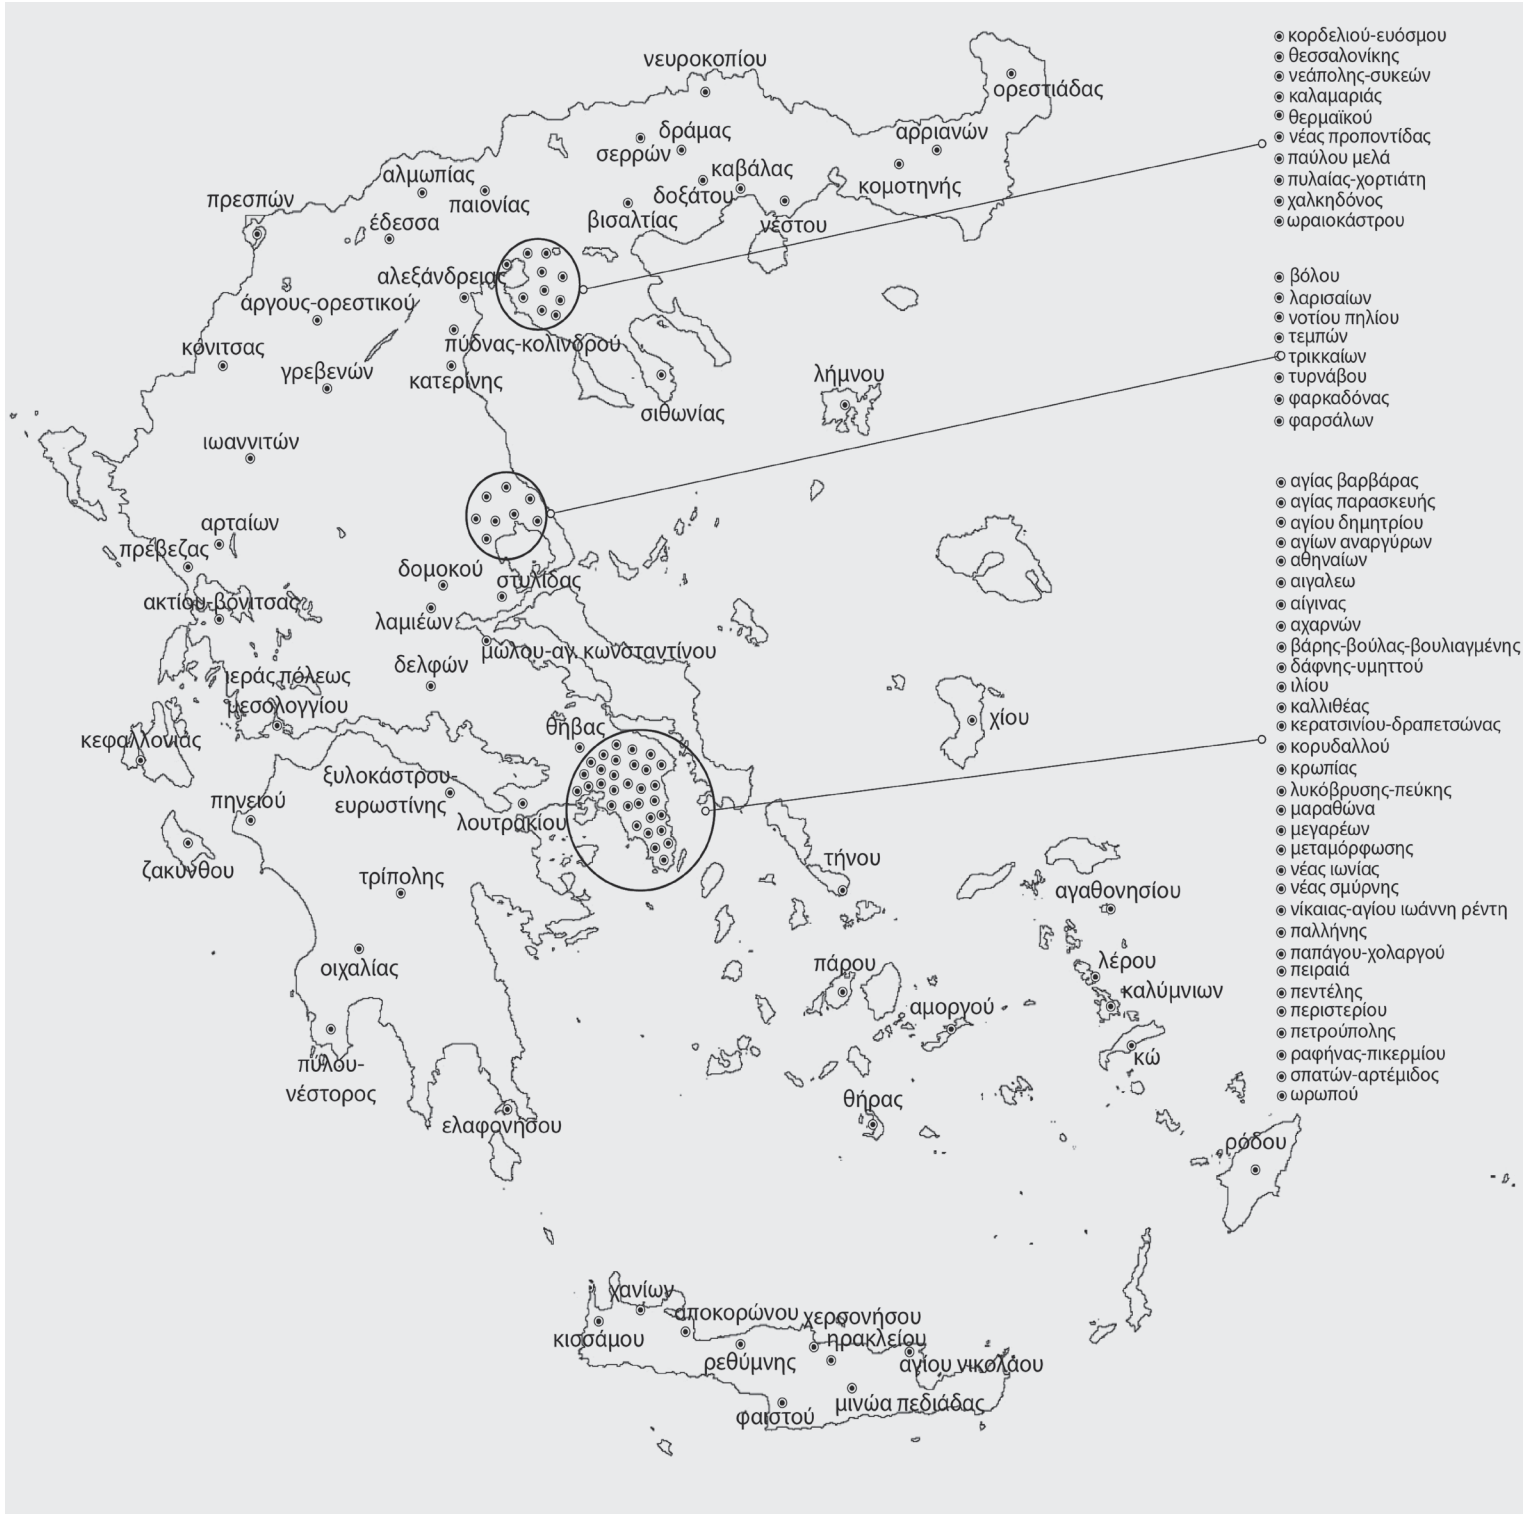 νευροκοπίου
ορεστιάδας
δράμας
σερρών
αρριανών
καβάλας
κομοτηνής
αλμωπίας
παιονίας
δοξάτου
πρεσπών
βισαλτίας
νέστου
έδεσσα
αλεξάνδρειας
άργους-ορεστικού
πύδνας-κολινδρού
κόνιτσας
γρεβενών
κατερίνης
λήμνου
σιθωνίας
ιωαννιτών
αρταίων
πρέβεζας
δομοκού
στυλίδας
ακτίου-βόνιτσας
λαμιέων
μώλου-αγ. κωνσταντίνου
δελφών
ιεράς πόλεως
μεσολογγίου
χίου
θήβας
κεφαλλονιάς
ξυλοκάστρου-
ευρωστίνης
πηνειού
λουτρακίου
ζακύνθου
τήνου
τρίπολης
αγαθονησίου
οιχαλίας
πάρου
λέρου
καλύμνιων
αμοργού
κώ
πύλου-
νέστορος
θήρας
ελαφονήσου
ρόδου
χανίων
αποκορώνου
χερσονήσου
κισσάμου
ηρακλείου
ρεθύμνης
αγίου νικολάου
μινώα πεδιάδας
φαιστού
κορδελιού-ευόσμου
θεσσαλονίκης
νεάπολης-συκεών
καλαμαριάς
θερμαϊκού
νέας προποντίδας
παύλου μελά
πυλαίας-χορτιάτη
χαλκηδόνος
ωραιοκάστρου
βόλου
λαρισαίων
νοτίου πηλίου
τεμπών
τρικκαίων
τυρνάβου
φαρκαδόνας
φαρσάλων
αγίας βαρβάρας
αγίας παρασκευής
αγίου δημητρίου
αγίων αναργύρων
αθηναίων
αιγαλεω
αίγινας
αχαρνών
βάρης-βούλας-βουλιαγμένης
δάφνης-υμηττού
ιλίου
καλλιθέας
κερατσινίου-δραπετσώνας
κορυδαλλού
κρωπίας
λυκόβρυσης-πεύκης
μαραθώνα
μεγαρέων
μεταμόρφωσης
νέας ιωνίας
νέας σμύρνης
νίκαιας-αγίου ιωάννη ρέντη
παλλήνης
παπάγου-χολαργού
πειραιά
πεντέλης
περιστερίου
πετρούπολης
ραφήνας-πικερμίου
σπατών-αρτέμιδος
ωρωπού